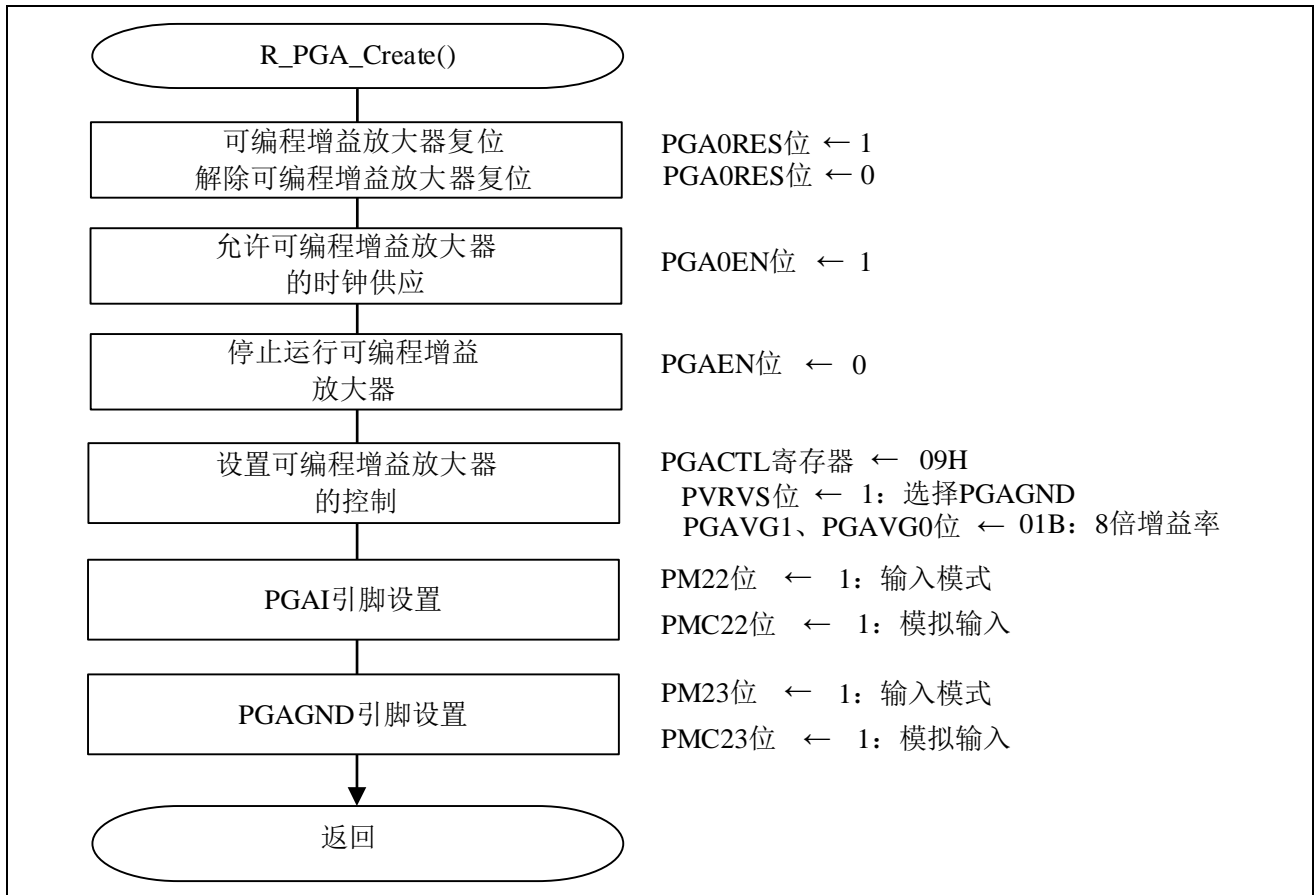 R_PGA_Create()
可编程增益放大器复位
解除可编程增益放大器复位
PGA0RES位 ← 1
PGA0RES位 ← 0
允许可编程增益放大器
的时钟供应
PGA0EN位 ← 1
停止运行可编程增益
放大器
PGAEN位 ← 0
设置可编程增益放大器
的控制
PGACTL寄存器 ← 09H
PVRVS位 ← 1：选择PGAGND
PGAVG1、PGAVG0位 ← 01B：8倍增益率
PGAI引脚设置
PM22位 ← 1：输入模式
PMC22位 ← 1：模拟输入
PGAGND引脚设置
PM23位 ← 1：输入模式
PMC23位 ← 1：模拟输入
返回